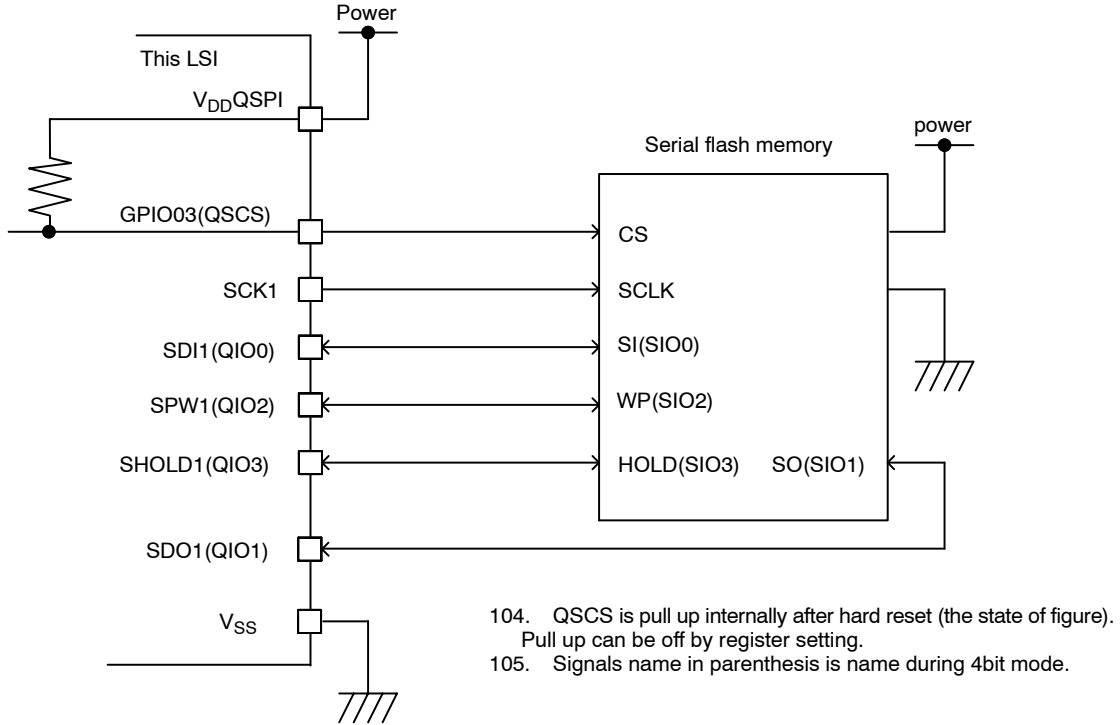 Power
This LSI
VDDQSPI
power
Serial flash memory
GPIO03(QSCS)
CS
SCK1
SCLK
SDI1(QIO0)
SI(SIO0)
SPW1(QIO2)
WP(SIO2)
SHOLD1(QIO3)
HOLD(SIO3) SO(SIO1)
SDO1(QIO1)
VSS
104. QSCS is pull up internally after hard reset (the state of figure).
Pull up can be off by register setting.
105. Signals name in parenthesis is name during 4bit mode.